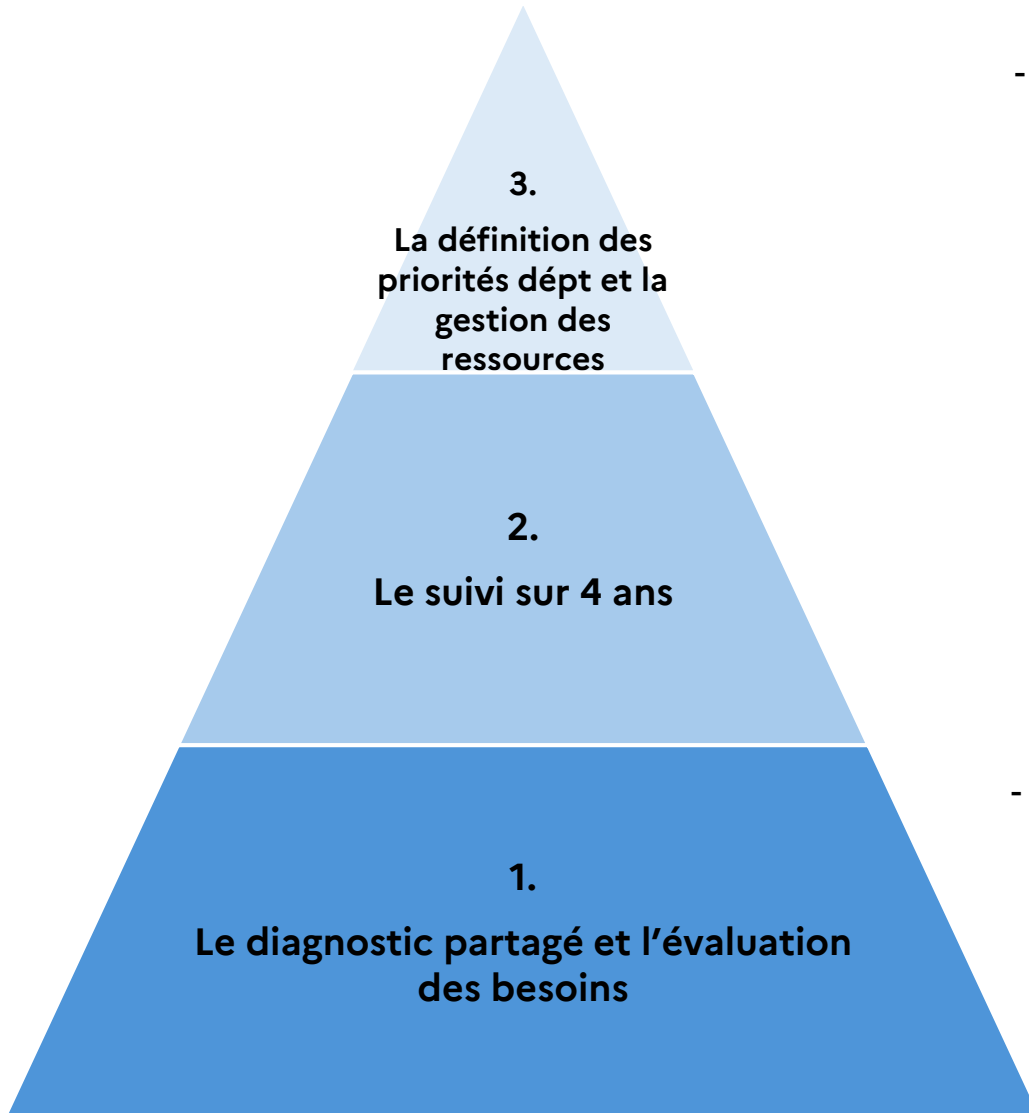 -
3.
La définition des
priorités dépt et la
gestion des
ressources
2.
Le suivi sur 4 ans
-
1.
Le diagnostic partagé et l’évaluation
des besoins